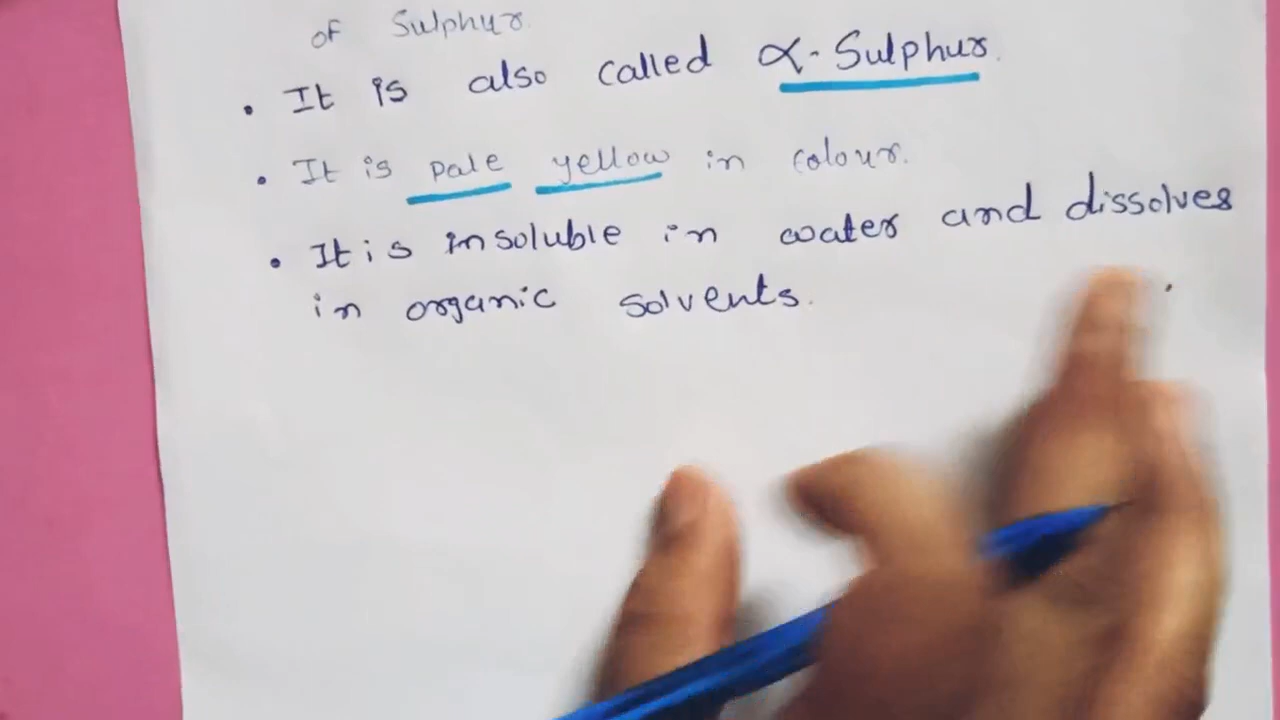 of Sulphur.
• It is also called α-Sulphur.
• It is pale yellow in colour.
• It is insoluble in water and dissolves
in organic solvents.